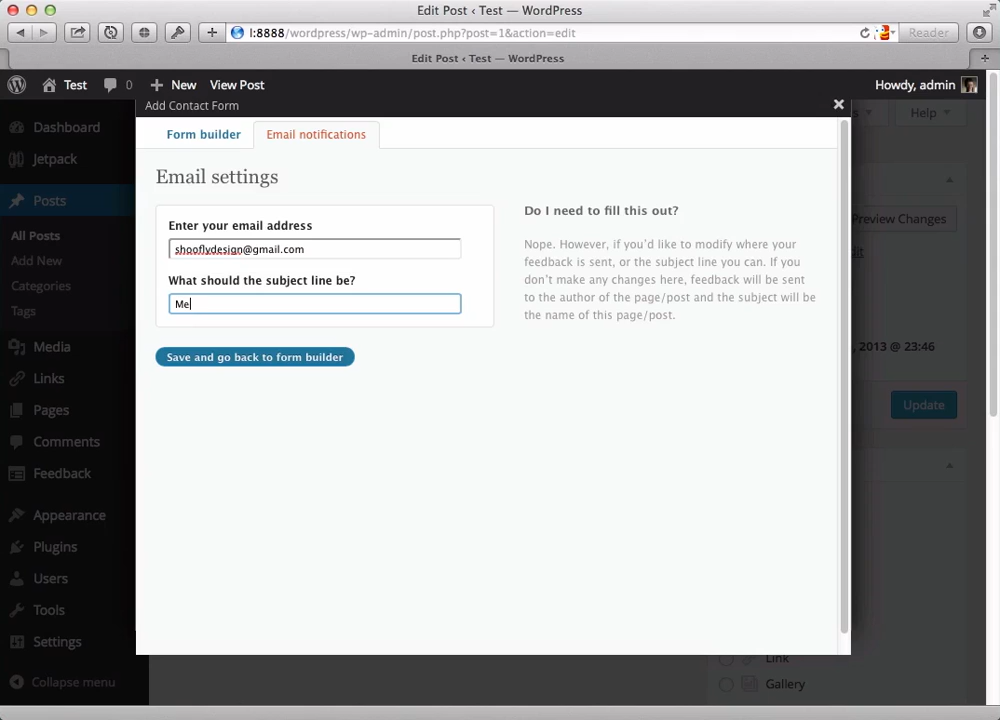 Edit Post ‹ Test — WordPress
l:8888/wordpress/wp-admin/post.php?post=1&action=edit
Reader
Edit Post ‹ Test — WordPress
Test 0 New View Post Howdy, admin
Add Contact Form
Dashboard
Jetpack
Posts
All Posts
Add New
Categories
Tags
Media
Links
Pages
Comments
Feedback
Appearance
Plugins
Users
Tools
Settings
Collapse menu
Form builder Email notifications
Email settings
Enter your email address
shooflydesign@gmail.com
What should the subject line be?
Me
Save and go back to form builder
Do I need to fill this out?
Nope. However, if you'd like to modify where your
feedback is sent, or the subject line you can. If you
don't make any changes here, feedback will be sent
to the author of the page/post and the subject will be
the name of this page/post.
Help
Preview Changes
, 2013 @ 23:46
Update
Link
Gallery